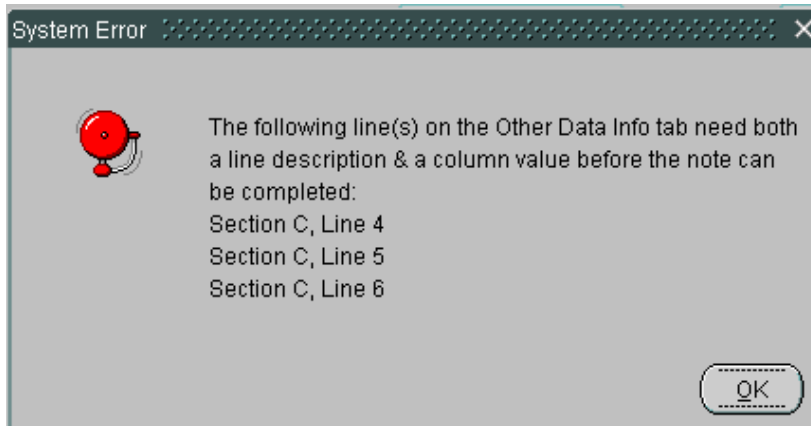 System Error
The following line(s) on the Other Data Info tab need both
a line description & a column value before the note can
be completed:
Section C, Line 4
Section C, Line 5
Section C, Line 6
OK